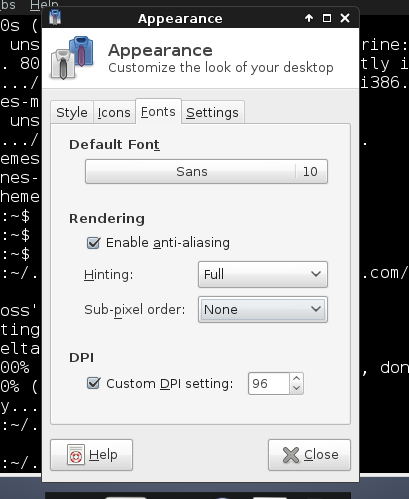 bs Help
Appearance
0s (
Appearance
Customize the look of your desktop
uns
rine:
. 80
tly i
.../
i386.
es-m
uns
.../
Style Icons Fonts Settings
Default Font
emes
Sans 10
nes-
heme
Rendering
:~$
:~$
Enable anti-aliasing
:~$
:~/.
Hinting: Full
.com/
oss'
Sub-pixel order: None
ting
elta
DPI
00%
, don
0% (
Custom DPI setting: 96
y...
:~/.
Help Close
:~/.